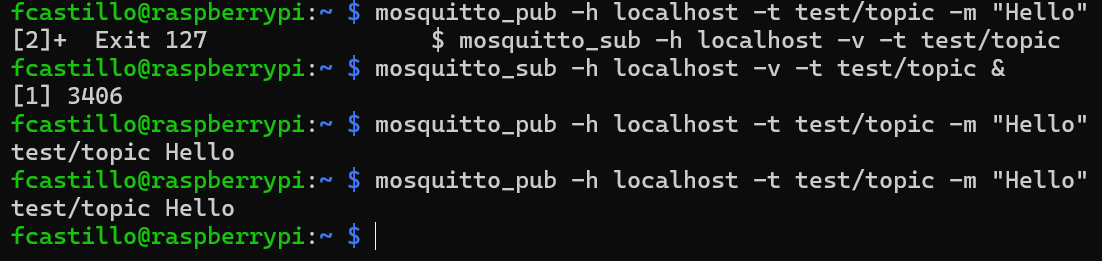 fcastillo@raspberrypi:~ $ mosquitto_pub -h localhost -t test/topic -m "Hello"
[2]+  Exit 127                $ mosquitto_sub -h localhost -v -t test/topic
fcastillo@raspberrypi:~ $ mosquitto_sub -h localhost -v -t test/topic &
[1] 3406
fcastillo@raspberrypi:~ $ mosquitto_pub -h localhost -t test/topic -m "Hello"
test/topic Hello
fcastillo@raspberrypi:~ $ mosquitto_pub -h localhost -t test/topic -m "Hello"
test/topic Hello
fcastillo@raspberrypi:~ $